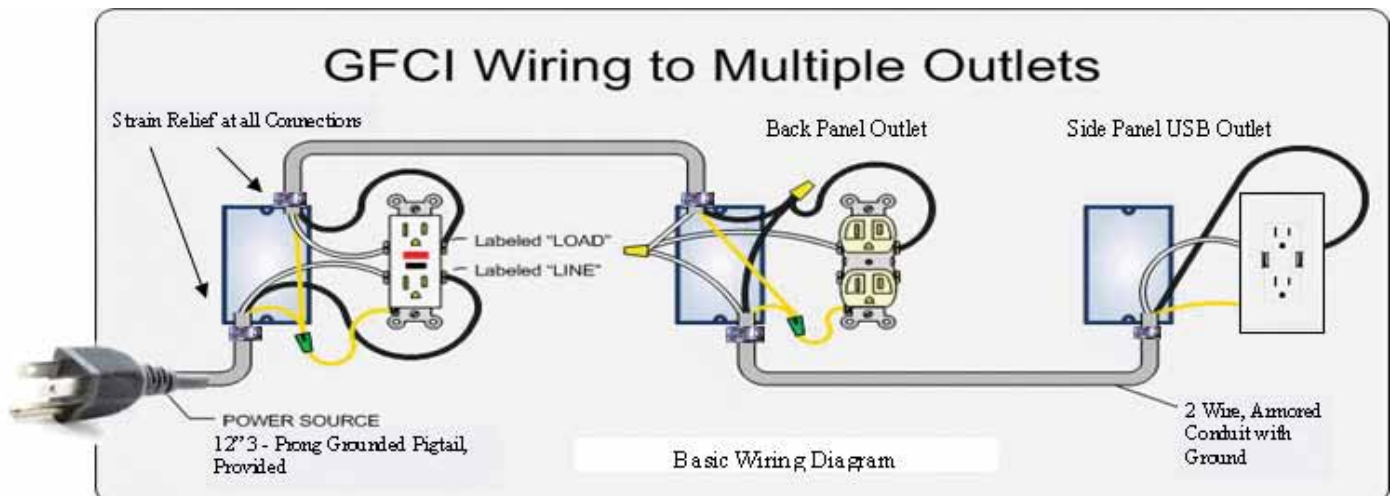 GFCI Wiring to Multiple Outlets
Strain Relief at all Connections
Back Panel Outlet
Side Panel USB Outlet
Labeled "LOAD"
Labeled "LINE"
POWER SOURCE
12" 3 - Prong Grounded Pigtail,
Provided
Basic Wiring Diagram
2 Wire, Armored
Conduit with
Ground